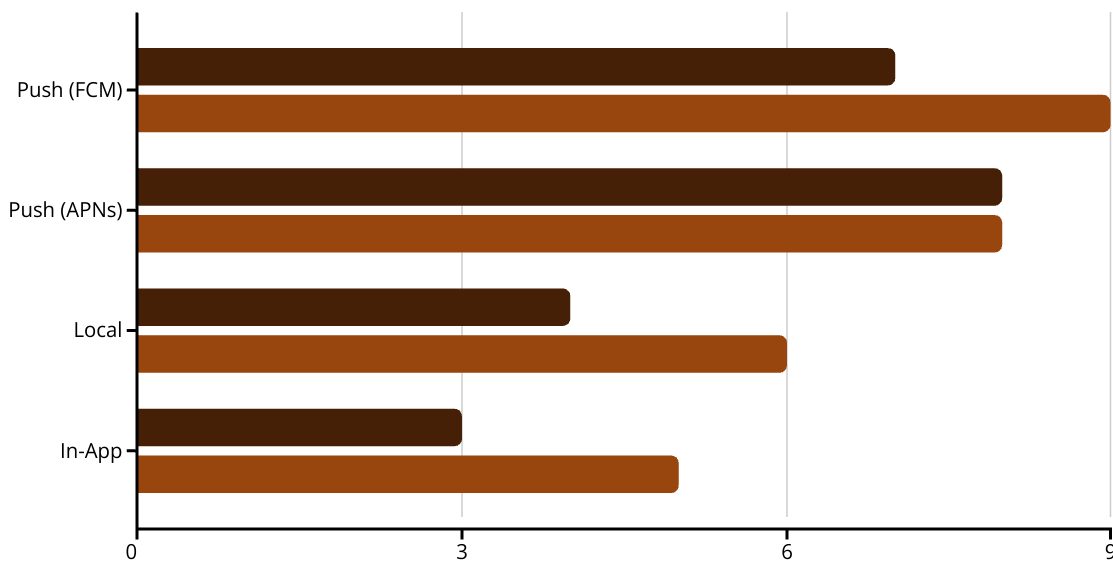 Push (FCM)
Push (APNs)
Local
In-App
0 3 6 9